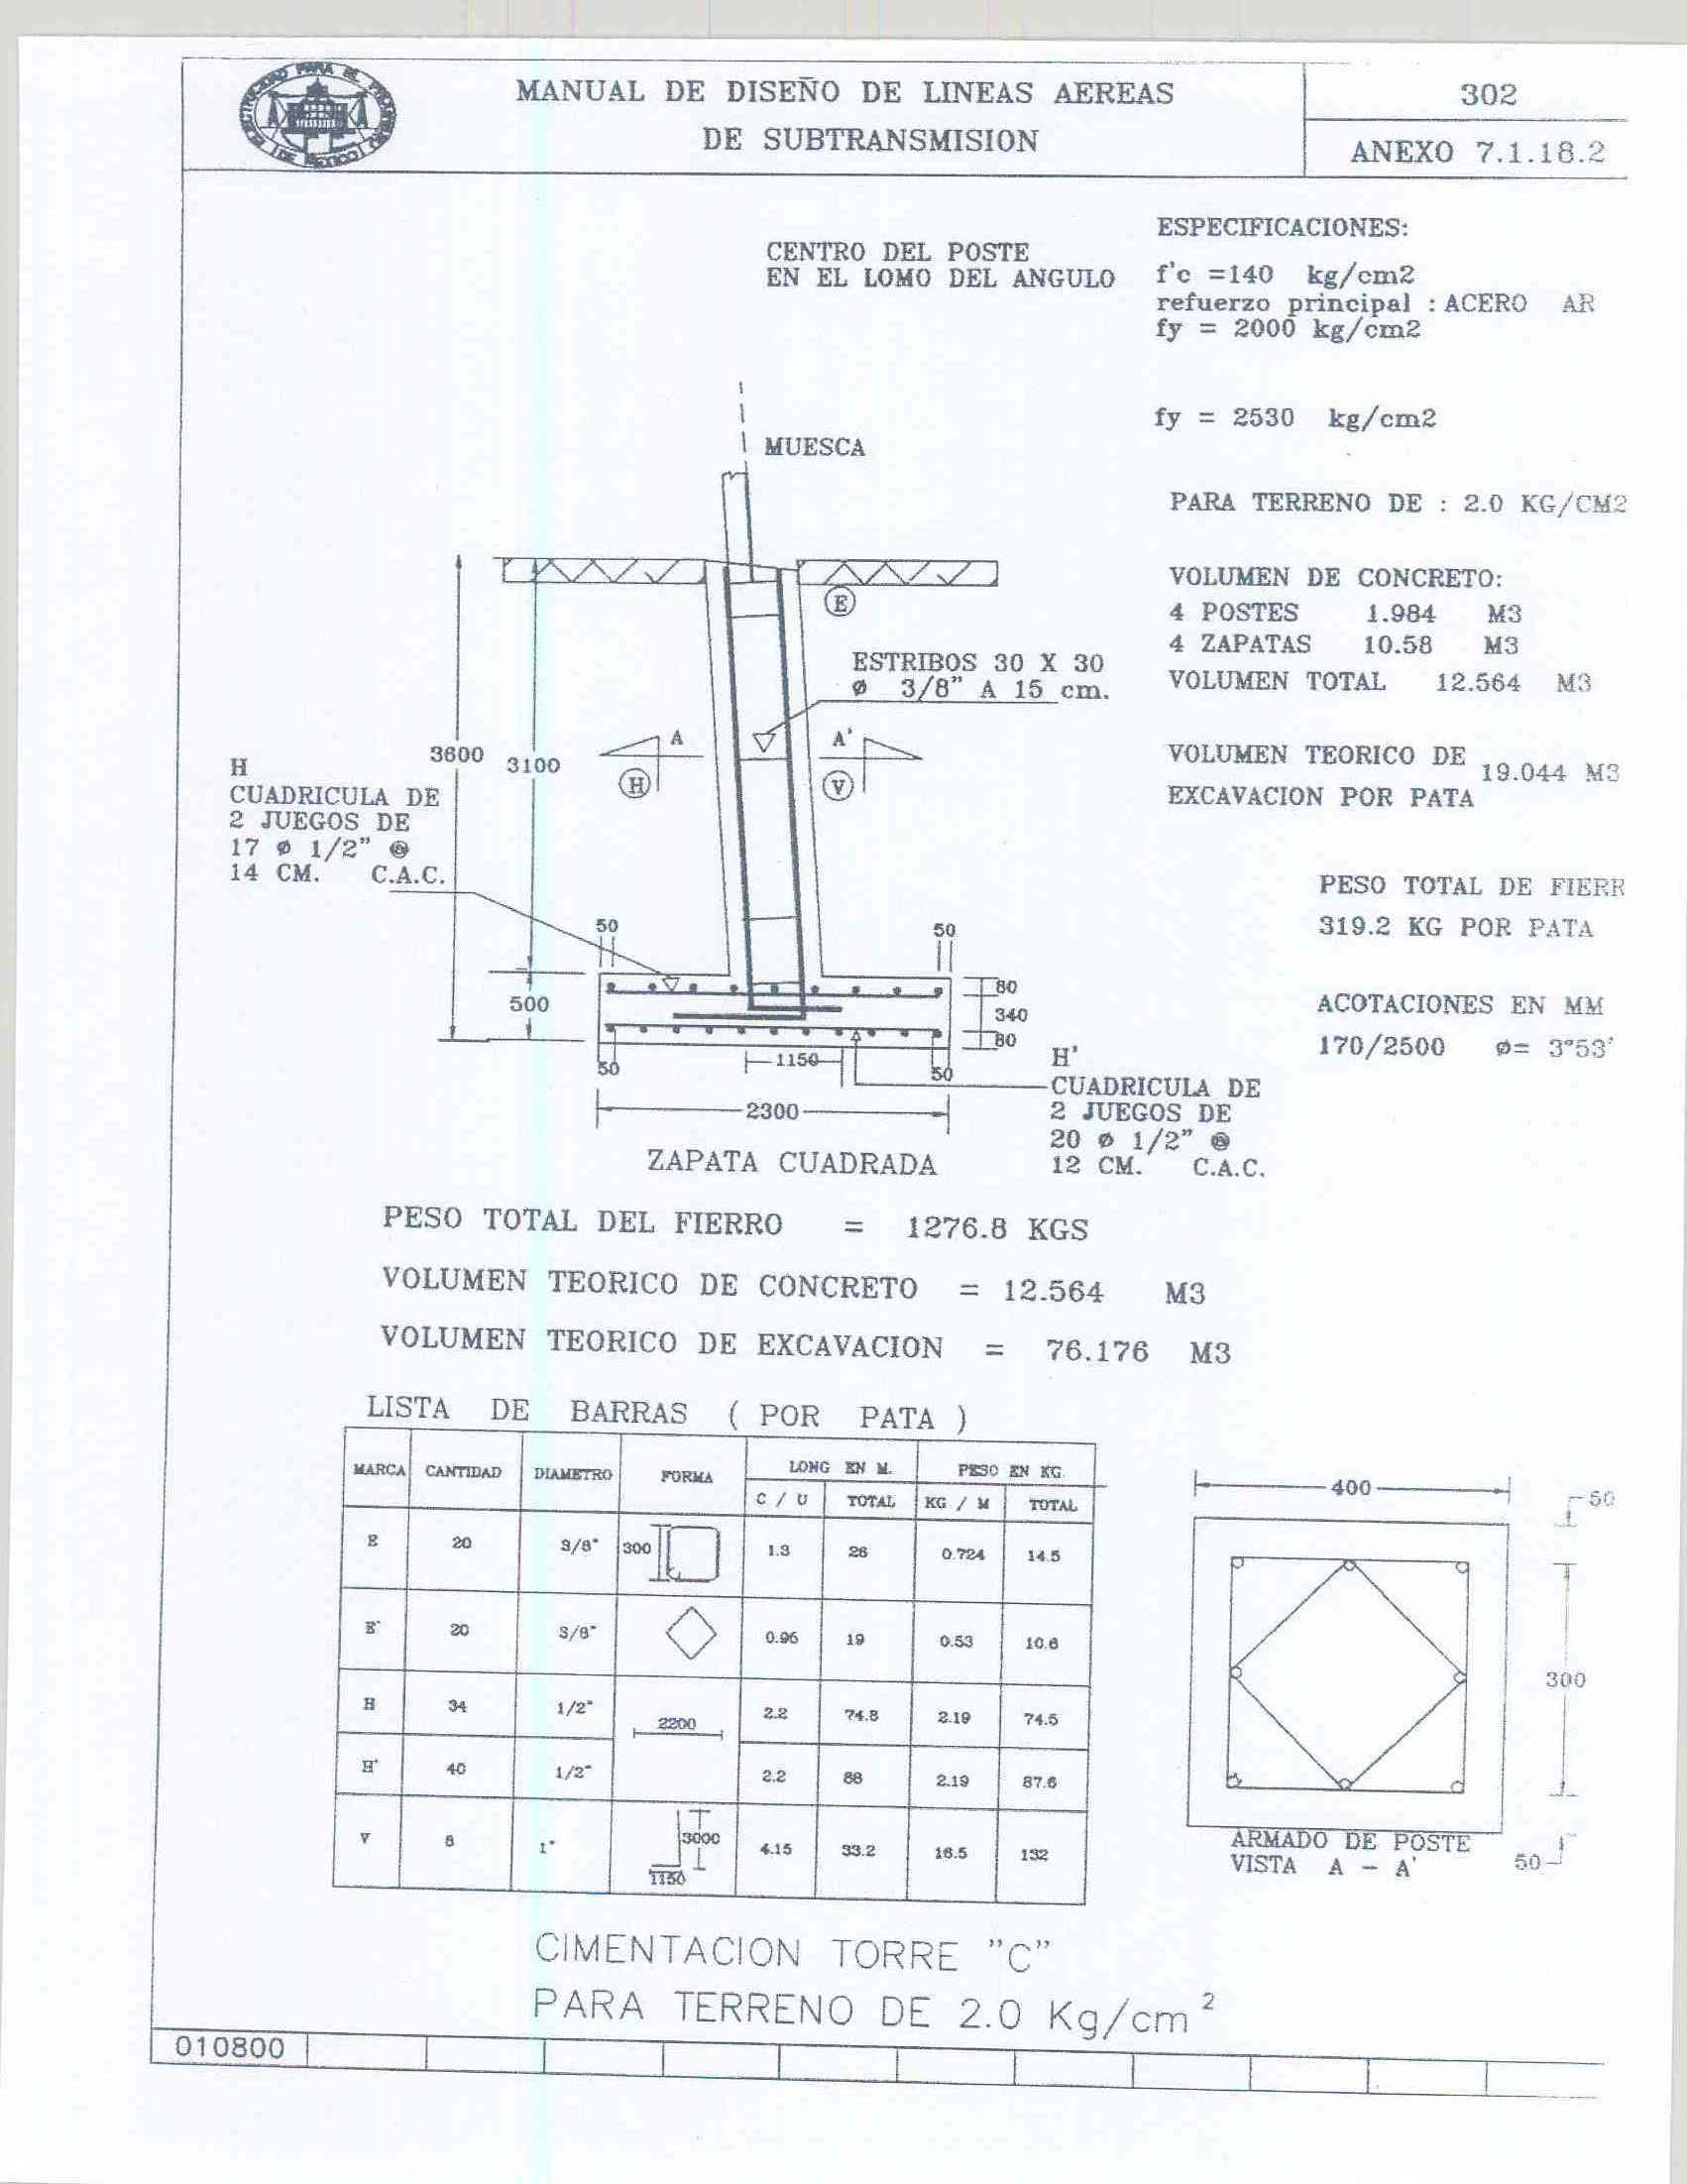 ELECTRICIDAD PARA EL PROGRESO DE MEXICO
MANUAL DE DISEÑO DE LINEAS AEREAS
DE SUBTRANSMISION
302
ANEXO 7.1.18.2
CENTRO DEL POSTE
EN EL LOMO DEL ANGULO
ESPECIFICACIONES:
f'c =140 kg/cm2
refuerzo principal : ACERO AR
fy = 2000 kg/cm2
fy = 2530 kg/cm2
MUESCA
PARA TERRENO DE : 2.0 KG/CM2
VOLUMEN DE CONCRETO:
4 POSTES 1.984 M3
4 ZAPATAS 10.58 M3
VOLUMEN TOTAL 12.564 M3
VOLUMEN TEORICO DE
EXCAVACION POR PATA 19.044 M3
PESO TOTAL DE FIERR
319.2 KG POR PATA
ACOTACIONES EN MM
170/2500 ø= 3°53'
E
ESTRIBOS 30 X 30
ø 3/8" A 15 cm.
A A'
H V
3600 3100
H
CUADRICULA DE
2 JUEGOS DE
17 ø 1/2" @
14 CM. C.A.C.
50 50
500
80
340
80
50 1150 50
2300
H'
CUADRICULA DE
2 JUEGOS DE
20 ø 1/2" @
12 CM. C.A.C.
ZAPATA CUADRADA
PESO TOTAL DEL FIERRO = 1276.8 KGS
VOLUMEN TEORICO DE CONCRETO = 12.564 M3
VOLUMEN TEORICO DE EXCAVACION = 76.176 M3
LISTA DE BARRAS ( POR PATA )
MARCA CANTIDAD DIAMETRO FORMA LONG EN M. PESO EN KG.
C / U TOTAL KG / M TOTAL
E 20 3/8" 300 1.3 26 0.724 14.5
E' 20 3/8" 0.96 19 0.53 10.6
H 34 1/2" 2200 2.2 74.8 2.19 74.5
H' 40 1/2" 2.2 88 2.19 87.6
V 8 1" 3000 1150 4.15 33.2 16.5 132
400
50
300
50
ARMADO DE POSTE
VISTA A - A'
CIMENTACION TORRE "C"
PARA TERRENO DE 2.0 Kg/cm²
010800